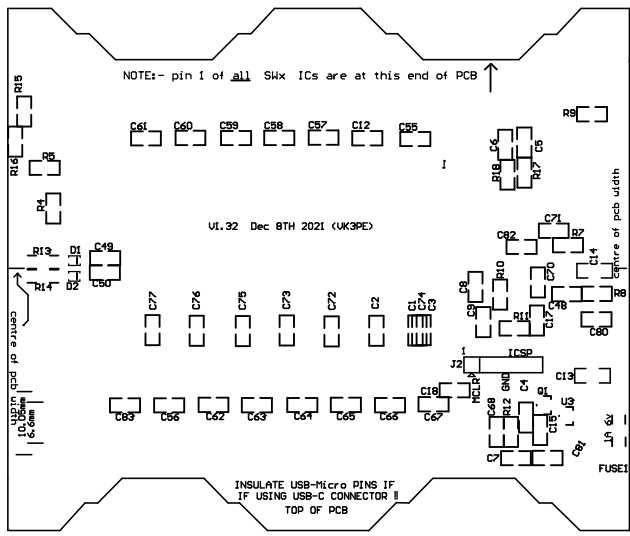 NOTE:- pin 1 of all SWx ICs are at this end of PCB
R15
R9
C61 C60 C59 C58 C57 C12 C55
C6 C5
R16 R5
R18 R17
1
R4
centre of pcb width
V1.32 Dec 8TH 2021 (VK3PE)
C71
C82 R7
R13 D1 C49
C14
R14 D2 C50
C8 R10 C70
C48 R8
C77 C76 C75 C73 C72 C2 C1 C74 C3
C9 R11 C17
C80
centre of pcb width
1 ICSP
J2
C18 MCLR GND C4
C13
10.06mm
6.6mm
C83 C56 C62 C63 C64 C65 C66 C67
C68 R12 Q1 U3
C15
1A 6V
C7 C81
FUSE1
INSULATE USB-Micro PINS IF
IF USING USB-C CONNECTOR !!
TOP OF PCB